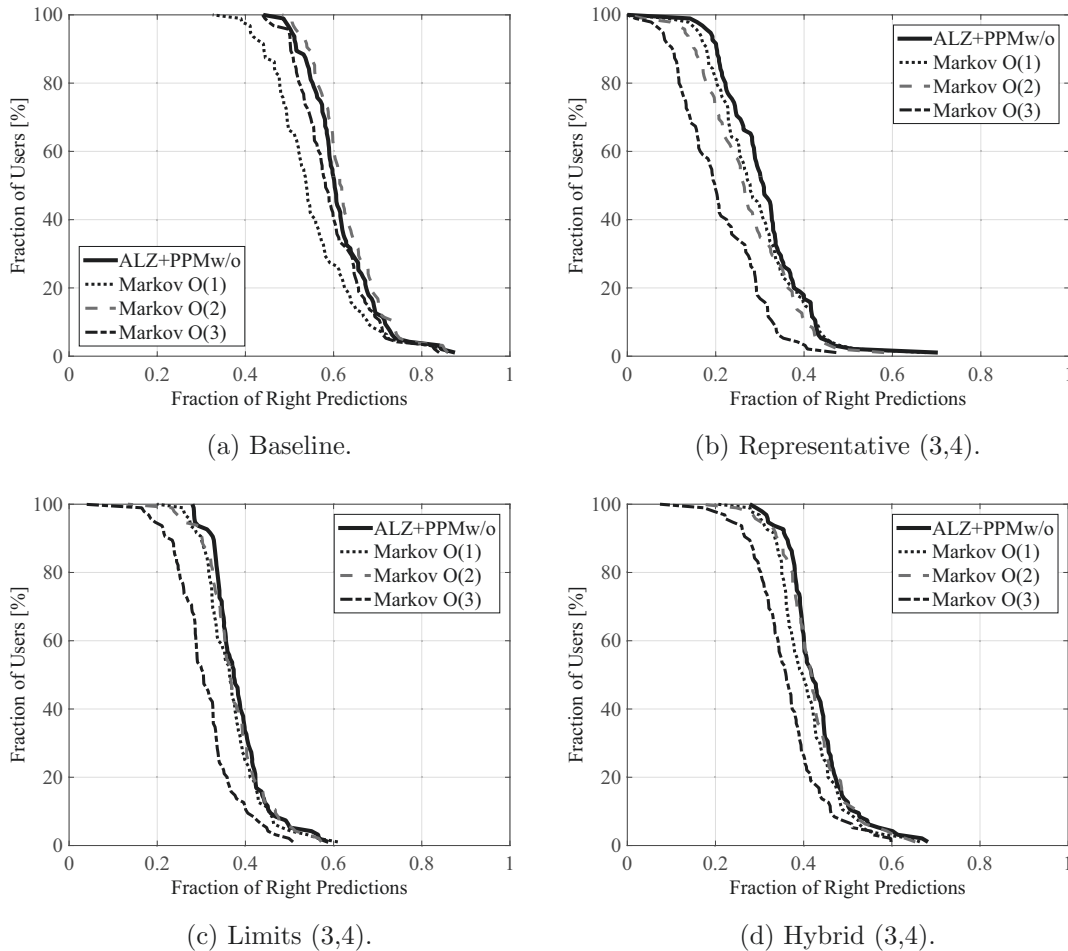 100
80
60
40
20
0
Fraction of Users [%]
ALZ+PPMw/o
Markov O(1)
Markov O(2)
Markov O(3)
0 0.2 0.4 0.6 0.8 1
Fraction of Right Predictions
(a) Baseline.
100
80
60
40
20
0
Fraction of Users [%]
ALZ+PPMw/o
Markov O(1)
Markov O(2)
Markov O(3)
0 0.2 0.4 0.6 0.8 1
Fraction of Right Predictions
(b) Representative (3,4).
100
80
60
40
20
0
Fraction of Users [%]
ALZ+PPMw/o
Markov O(1)
Markov O(2)
Markov O(3)
0 0.2 0.4 0.6 0.8 1
Fraction of Right Predictions
(c) Limits (3,4).
100
80
60
40
20
0
Fraction of Users [%]
ALZ+PPMw/o
Markov O(1)
Markov O(2)
Markov O(3)
0 0.2 0.4 0.6 0.8 1
Fraction of Right Predictions
(d) Hybrid (3,4).